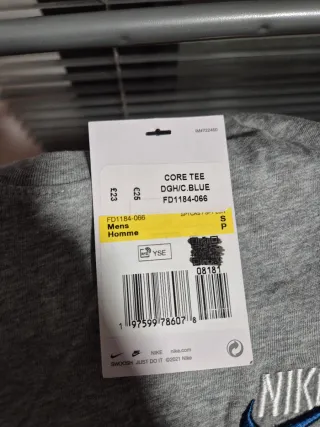 CORE TEE
DGH/C.BLUE
FD1184-066
£23
€25
FD1184-066
Mens
Homme
S
P
YSE
08181
1 97599 78607 8
NIKE nike.com
SWOOSH JUST DO IT ©2021 Nike
NIKE